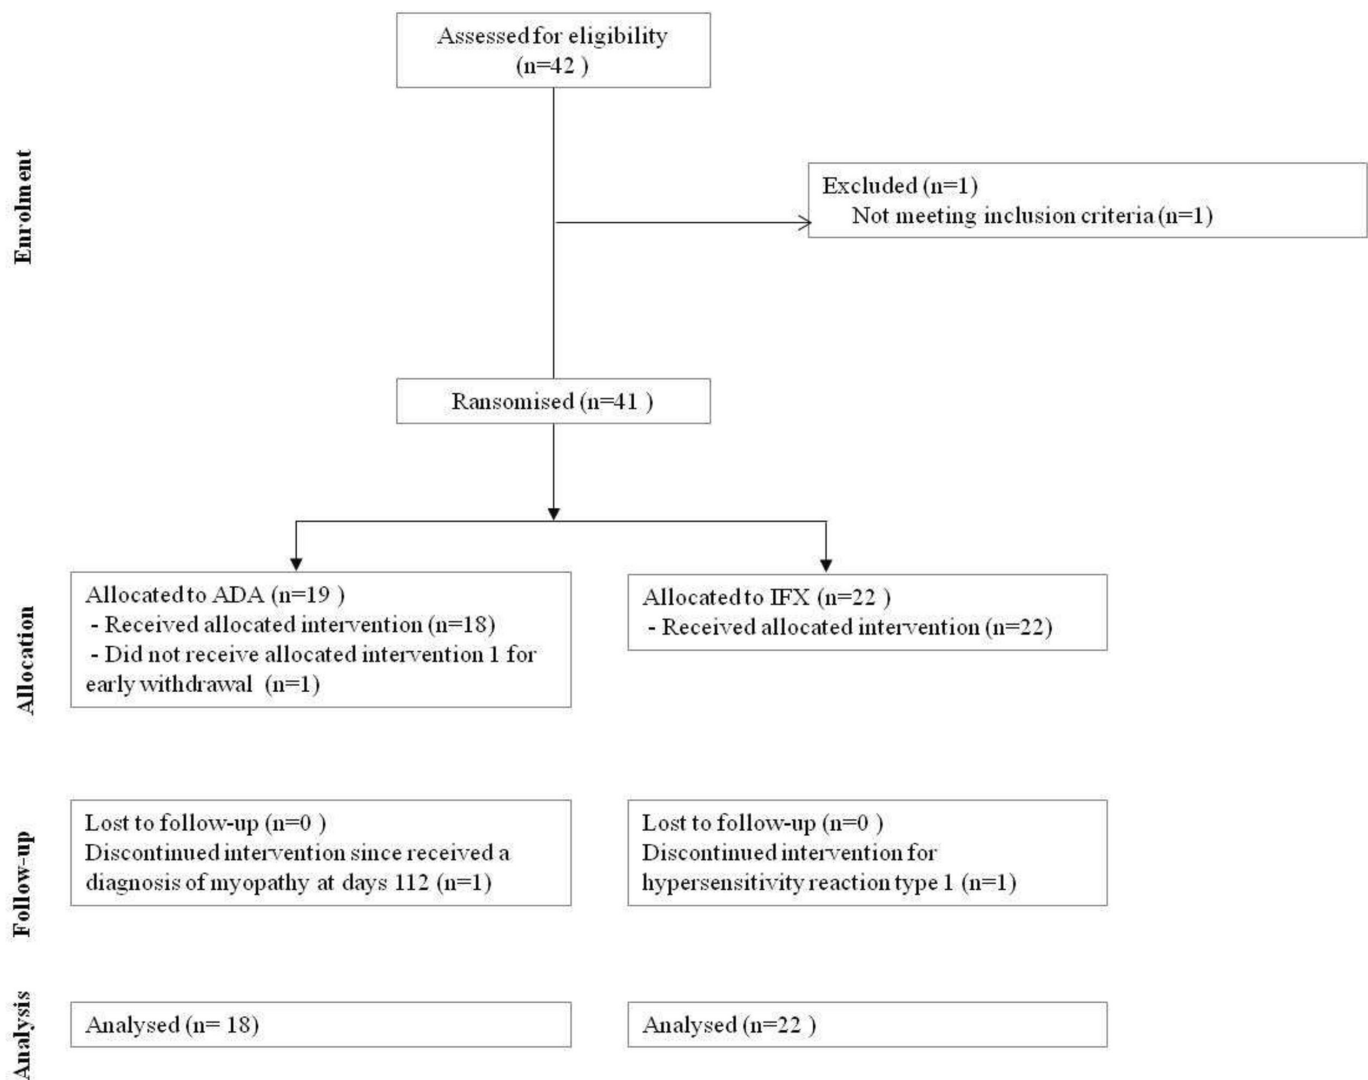 Assessed for eligibility
(n=42 )
Enrolment
Excluded (n=1)
Not meeting inclusion criteria (n=1)
Ransomised (n=41 )
Allocation
Allocated to ADA (n=19 )
- Received allocated intervention (n=18)
- Did not receive allocated intervention 1 for
early withdrawal (n=1)
Allocated to IFX (n=22 )
- Received allocated intervention (n=22)
Follow-up
Lost to follow-up (n=0 )
Discontinued intervention since received a
diagnosis of myopathy at days 112 (n=1)
Lost to follow-up (n=0 )
Discontinued intervention for
hypersensitivity reaction type 1 (n=1)
Analysis
Analysed (n= 18)
Analysed (n=22 )